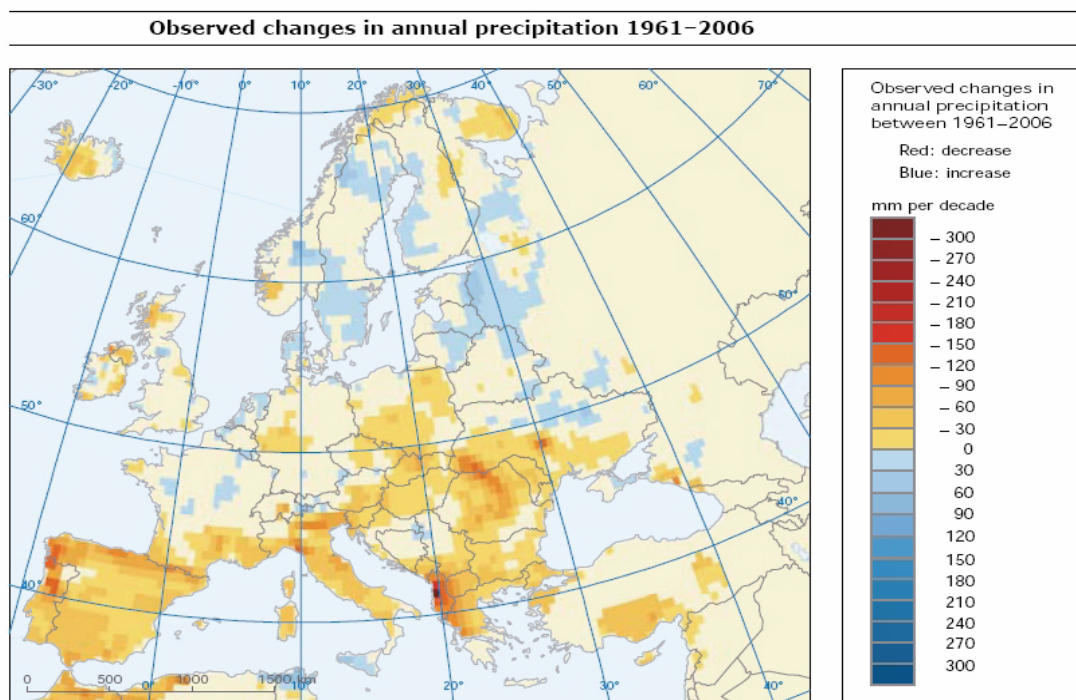 Observed changes in annual precipitation 1961–2006
-30° -20° -10° 0° 10° 20° 30° 40° 50° 60° 70°
60°
50°
40°
60°
50°
40°
0 500 1000 1500 km
0° 10° 20° 30° 40°
Observed changes in
annual precipitation
between 1961–2006
Red: decrease
Blue: increase
mm per decade
– 300
– 270
– 240
– 210
– 180
– 150
– 120
– 90
– 60
– 30
0
30
60
90
120
150
180
210
240
270
300